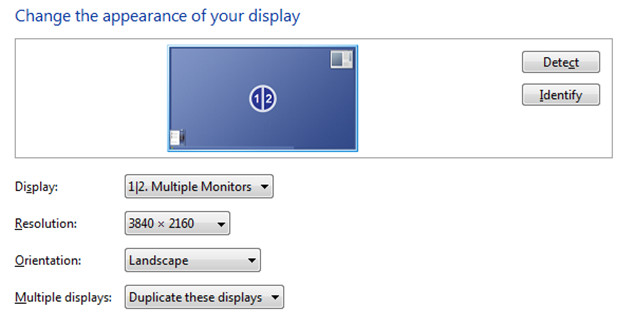 Change the appearance of your display
1|2
Detect
Identify
Display: 1|2. Multiple Monitors
Resolution: 3840 × 2160
Orientation: Landscape
Multiple displays: Duplicate these displays